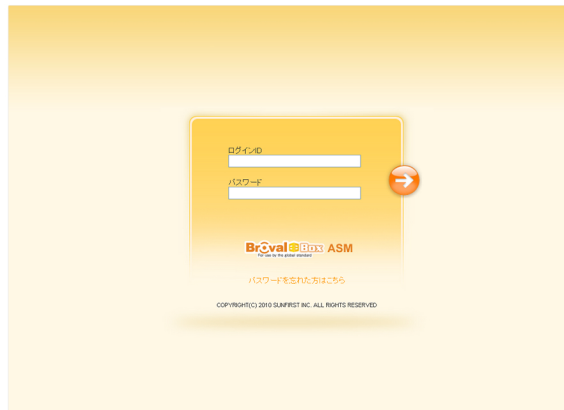 ログインID
パスワード
BrovalBox ASM
For use by the global standard
パスワードを忘れた方はこちら
COPYRIGHT(C) 2010 SUNFIRST INC. ALL RIGHTS RESERVED